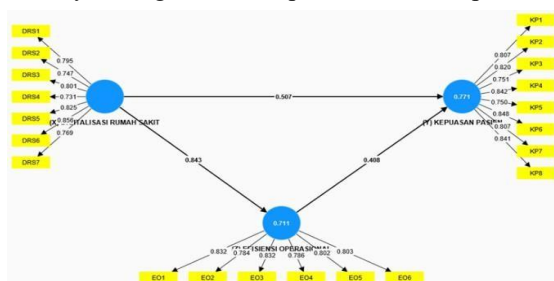 DRS1
DRS2
DRS3
DRS4
DRS5
DRS6
DRS7
0.795
0.747
0.801
0.731
0.825
0.856
0.769
KP1
KP2
KP3
KP4
KP5
KP6
KP7
KP8
0.807
0.820
0.751
0.842
0.750
0.848
0.807
0.841
0.507
0.771
RUMAH SAKIT
(Y) KEPUASAN PASIEN
0.843
0.408
0.711
OPERASIONAL
0.832
0.784
0.832
0.786
0.802
0.803
EO1
EO2
EO3
EO4
EO5
EO6